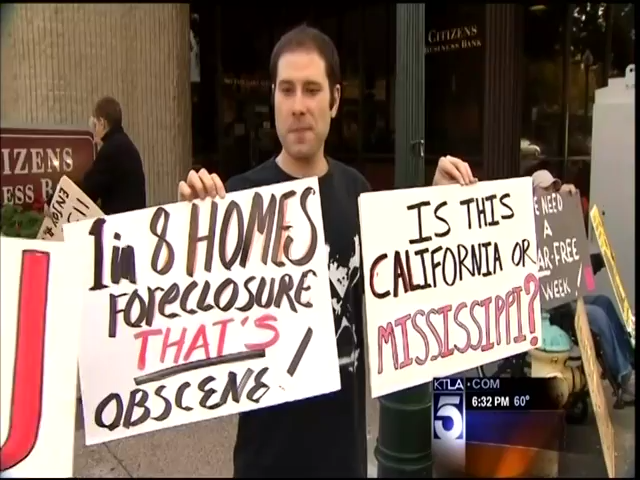 CITIZENS
BUSINESS BANK
IZENS
ESS B
1 in 8 HOMES
FORECLOSURE
THAT'S
OBSCENE!
IS THIS
CALIFORNIA OR
MISSISSIPPI?
E NEED
A
AR-FREE
WEEK!
J
KTLA.COM
5
6:32 PM 60°